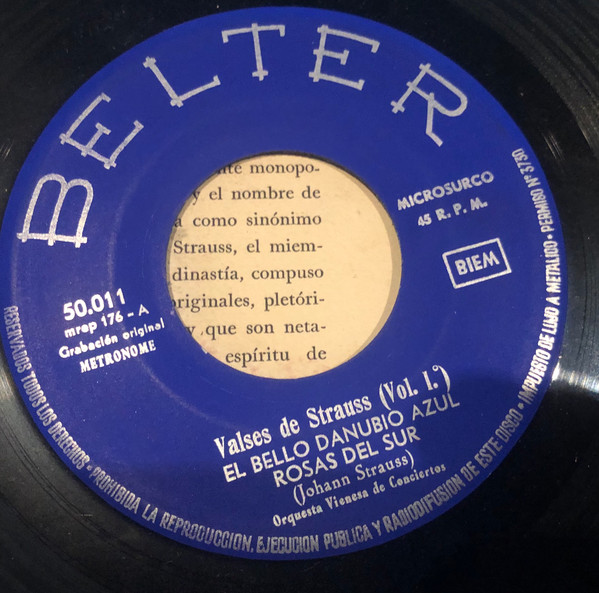 BELTER
MICROSURCO
45 R. P. M.
BIEM
50.011
mrep 176 - A
Grabación original
METRONOME
monopo-
y el nombre de
como sinónimo
Strauss, el miem-
dinastía, compuso
originales, pletóri-
y que son neta-
espíritu de
Valses de Strauss (Vol. 1.º)
EL BELLO DANUBIO AZUL
ROSAS DEL SUR
(Johann Strauss)
Orquesta Vienesa de Conciertos
RESERVADOS TODOS LOS DERECHOS • PROHIBIDA LA REPRODUCCION, EJECUCION PUBLICA Y RADIODIFUSION DE ESTE DISCO • IMPUESTO DE LUJO A METALICO • PERMISO Nº 3730